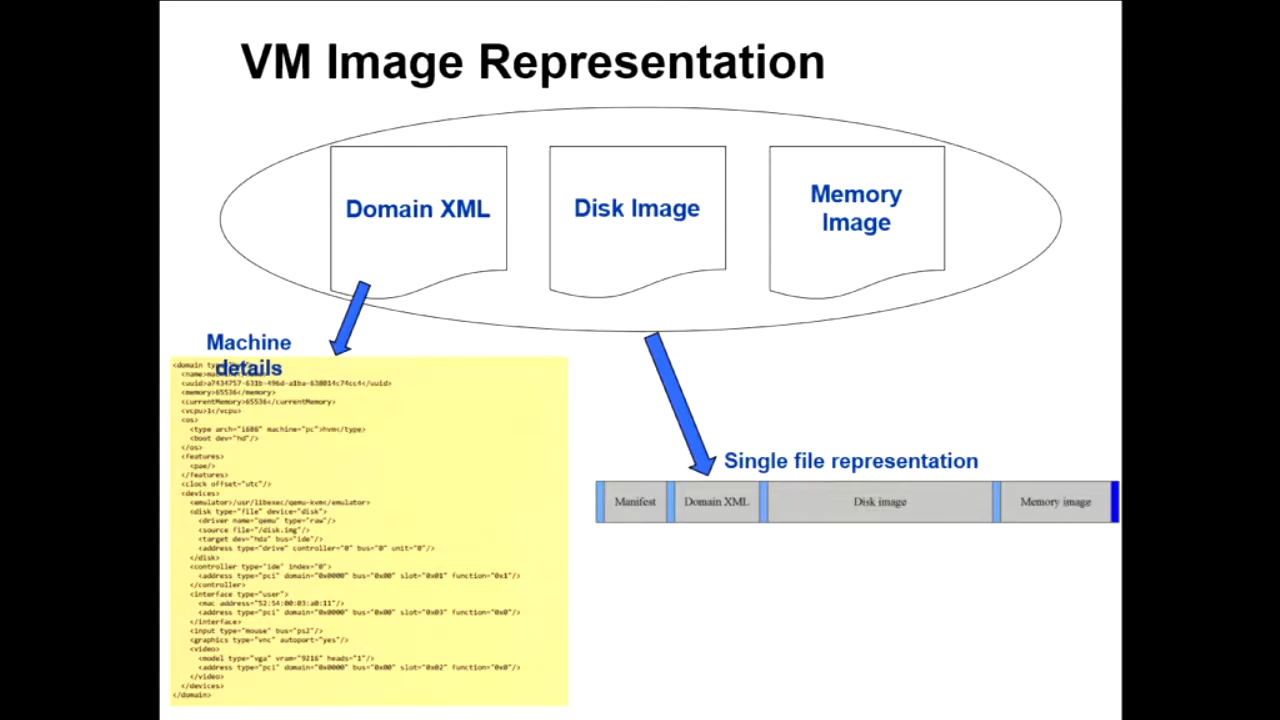 VM Image Representation
Domain XML
Disk Image
Memory
Image
Machine
details
<name>
<uuid>a7434757-631b-496d-a1ba-638014c74cc4</uuid>
<memory>65536</memory>
<currentMemory>65536</currentMemory>
<vcpu>1</vcpu>
<os>
<type arch="i686" machine="pc">hvm</type>
<boot dev="hd"/>
</os>
<features>
<pae/>
</features>
<clock offset="utc"/>
<devices>
<emulator>/usr/libexec/qemu-kvm</emulator>
<disk type="file" device="disk">
<driver name="qemu" type="raw"/>
<source file="/disk.img"/>
<target dev="hda" bus="ide"/>
<address type="drive" controller="0" bus="0" unit="0"/>
</disk>
<controller type="ide" index="0">
<address type="pci" domain="0x0000" bus="0x00" slot="0x01" function="0x1"/>
</controller>
<interface type="user">
<mac address="52:54:00:03:a0:11"/>
<address type="pci" domain="0x0000" bus="0x00" slot="0x03" function="0x0"/>
</interface>
<input type="mouse" bus="ps2"/>
<graphics type="vnc" autoport="yes"/>
<video>
<model type="vga" vram="9216" heads="1"/>
<address type="pci" domain="0x0000" bus="0x00" slot="0x02" function="0x0"/>
</video>
</devices>
</domain>
Single file representation
Manifest
Domain XML
Disk image
Memory image